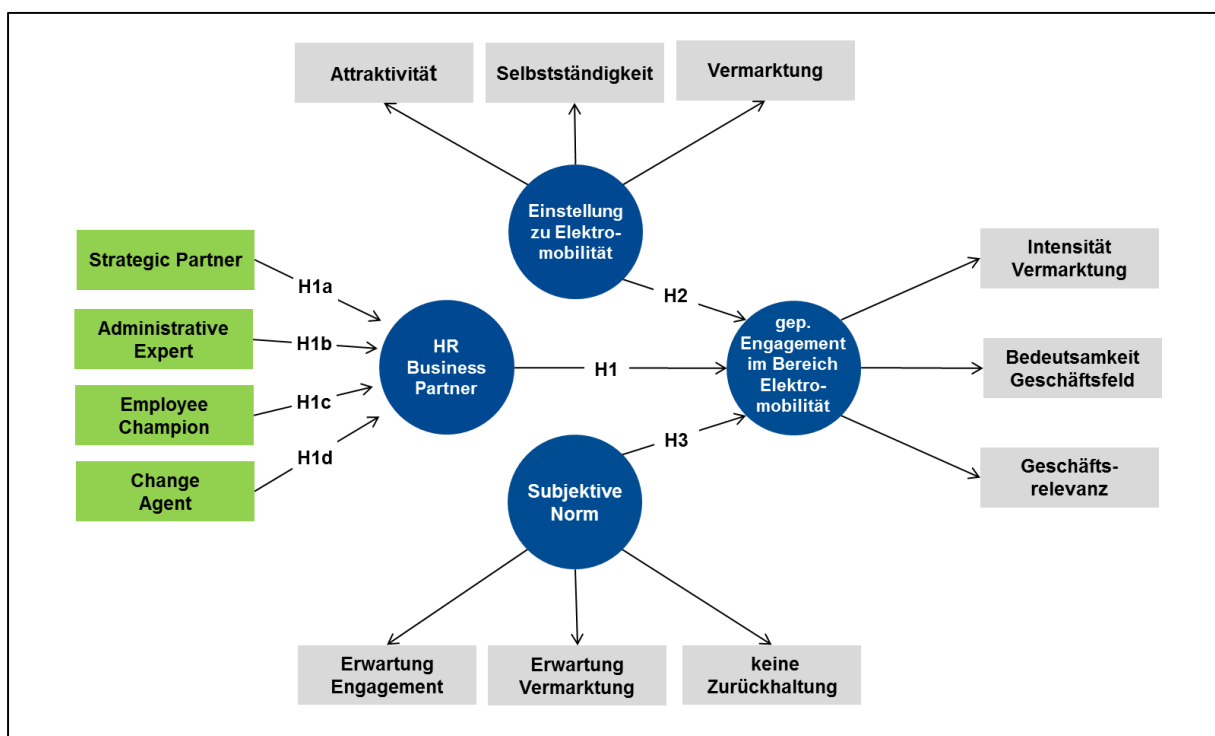 Attraktivität
Selbstständigkeit
Vermarktung
Einstellung
zu Elektro-
mobilität
Strategic Partner
Administrative
Expert
Employee
Champion
Change
Agent
H1a
H1b
H1c
H1d
HR
Business
Partner
H1
H2
H3
gep.
Engagement
im Bereich
Elektro-
mobilität
Intensität
Vermarktung
Bedeutsamkeit
Geschäftsfeld
Geschäfts-
relevanz
Subjektive
Norm
Erwartung
Engagement
Erwartung
Vermarktung
keine
Zurückhaltung